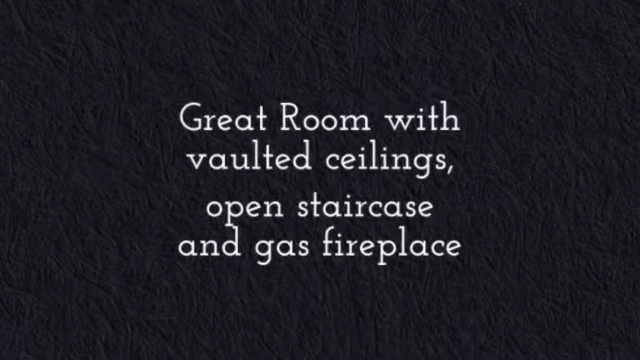 Great Room with
vaulted ceilings,
open staircase
and gas fireplace